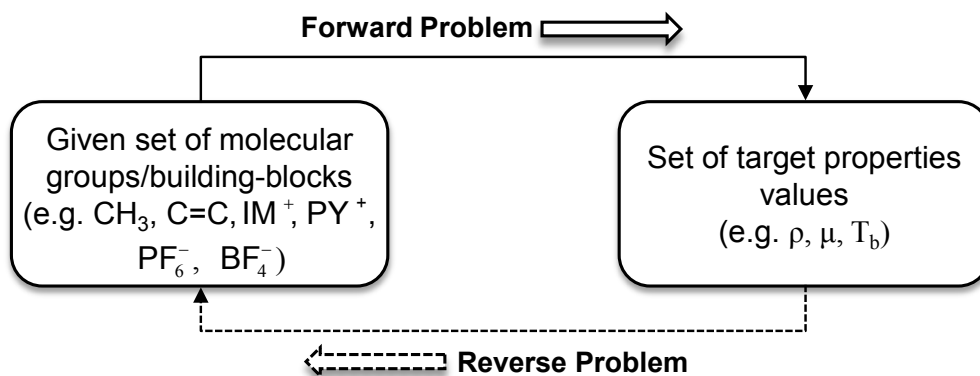 Forward Problem
Given set of molecular
groups/building-blocks
(e.g. CH₃, C=C, IM⁺, PY⁺,
PF₆⁻, BF₄⁻)
Set of target properties
values
(e.g. ρ, μ, T_b)
Reverse Problem